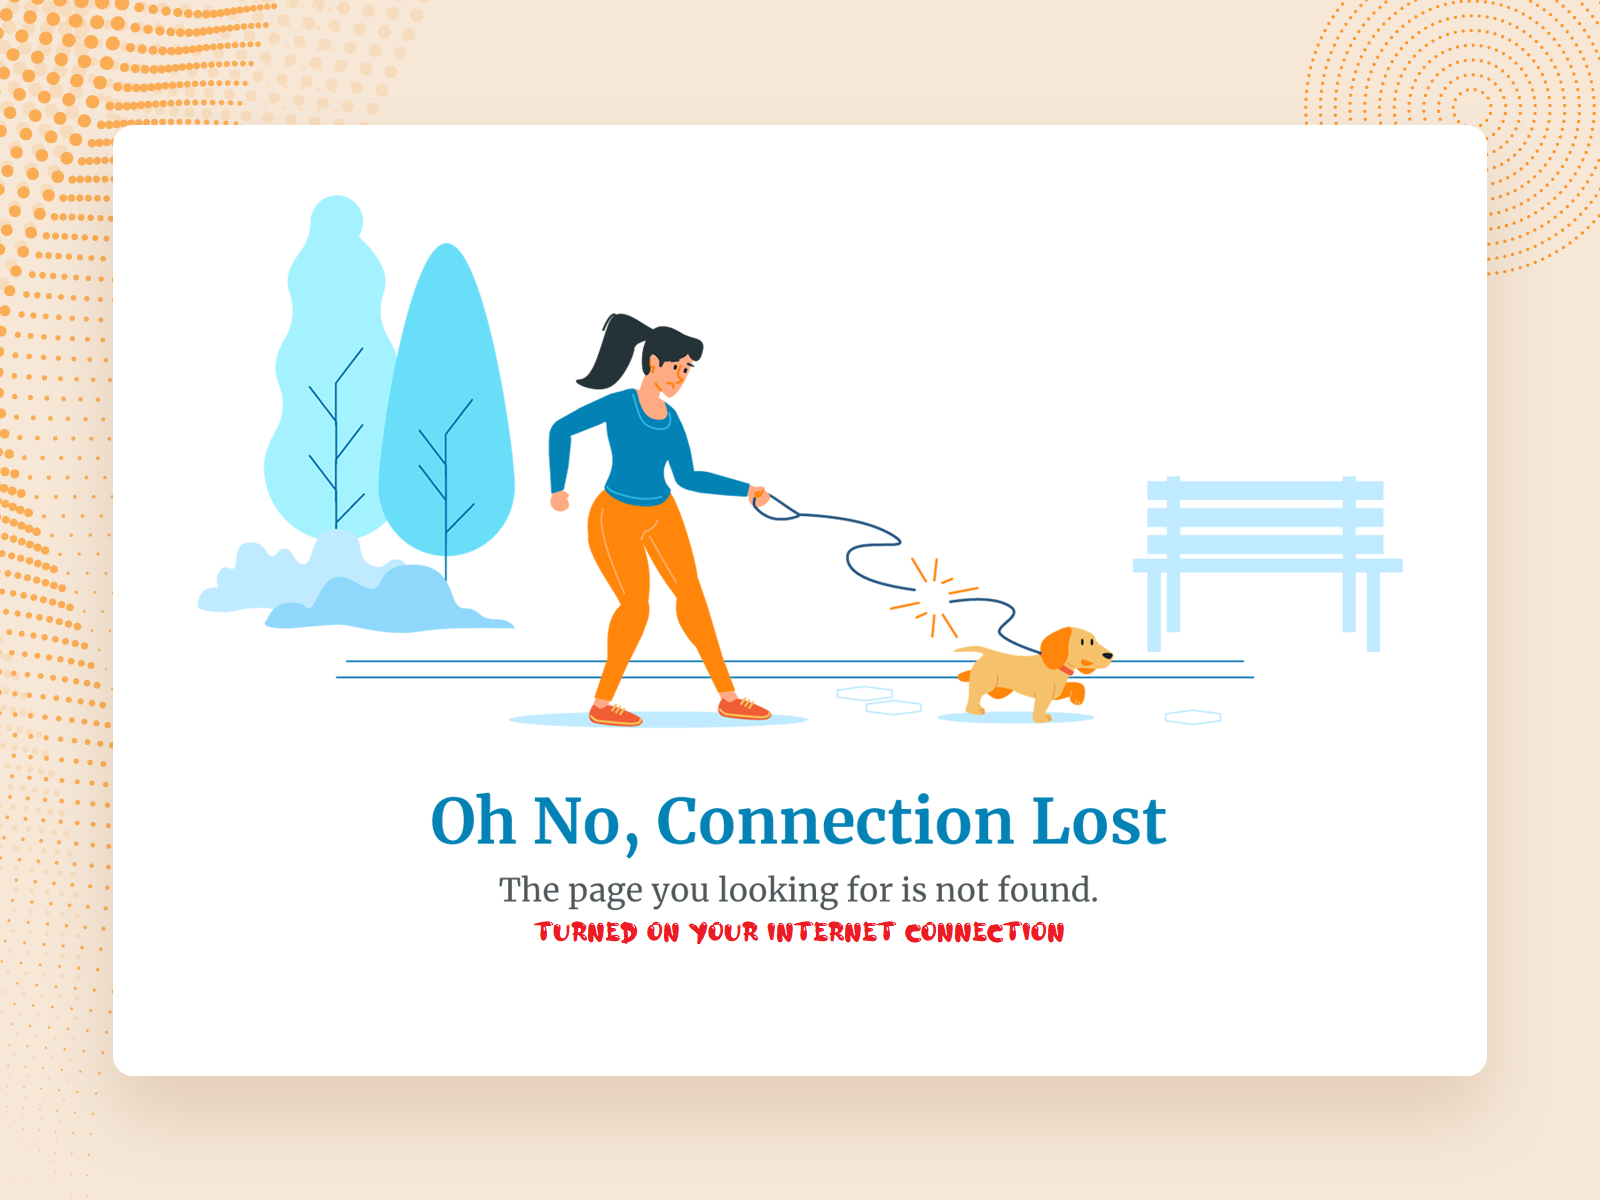 Oh No, Connection Lost
The page you looking for is not found.
TURNED ON YOUR INTERNET CONNECTION